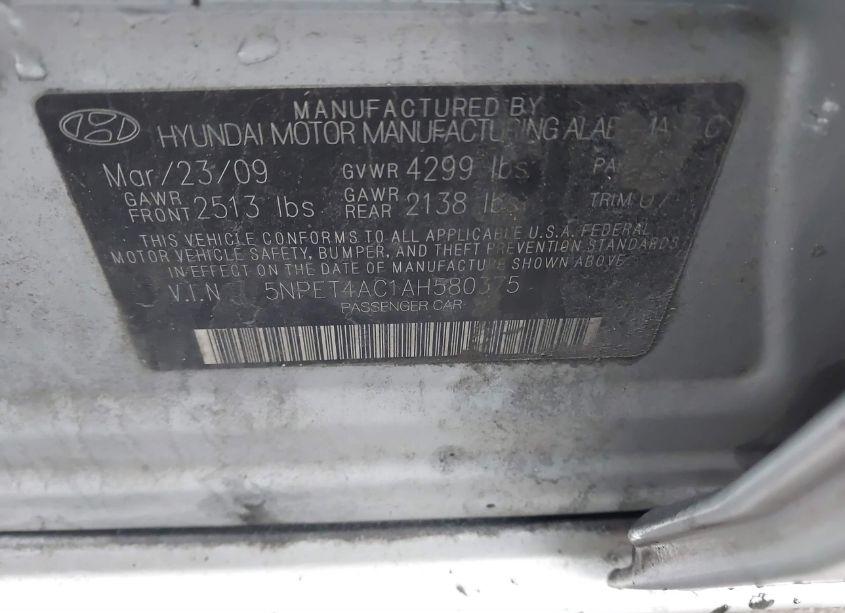 MANUFACTURED BY
HYUNDAI MOTOR MANUFACTURING
Mar/23/09 GVWR 4299 lbs
GAWR FRONT 2513 lbs GAWR REAR 2138 lbs TRIM
THIS VEHICLE CONFORMS TO ALL APPLICABLE U.S.A. FEDERAL
MOTOR VEHICLE SAFETY, BUMPER, AND THEFT PREVENTION STANDARDS
IN EFFECT ON THE DATE OF MANUFACTURE SHOWN ABOVE
V.I.N 5NPET4AC1AH580375
PASSENGER CAR